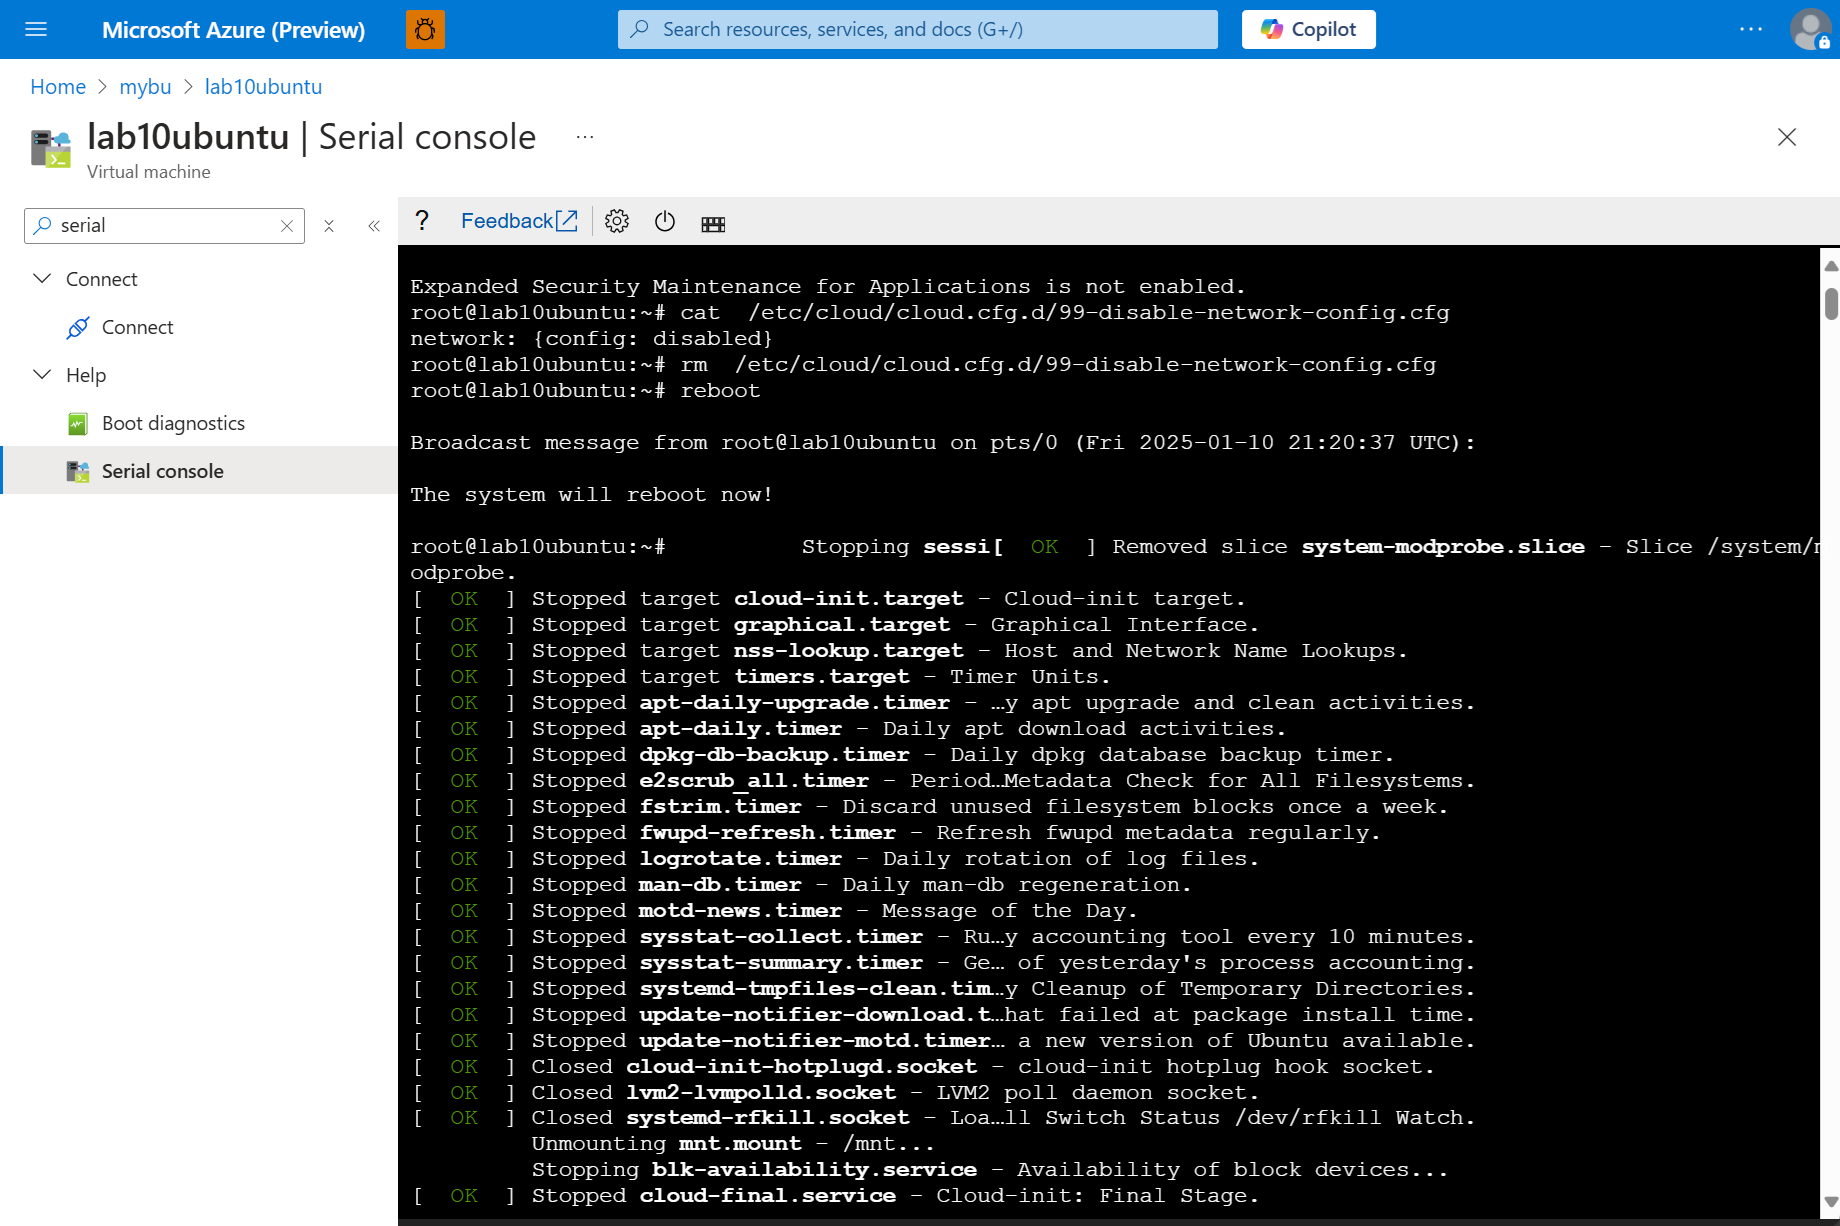 Microsoft Azure (Preview)
Search resources, services, and docs (G+/)
Copilot
Home > mybu > lab10ubuntu
lab10ubuntu | Serial console
Virtual machine
serial
Connect
Connect
Help
Boot diagnostics
Serial console
? Feedback
Expanded Security Maintenance for Applications is not enabled.
root@lab10ubuntu:~# cat  /etc/cloud/cloud.cfg.d/99-disable-network-config.cfg
network: {config: disabled}
root@lab10ubuntu:~# rm  /etc/cloud/cloud.cfg.d/99-disable-network-config.cfg
root@lab10ubuntu:~# reboot
Broadcast message from root@lab10ubuntu on pts/0 (Fri 2025-01-10 21:20:37 UTC):
The system will reboot now!
root@lab10ubuntu:~#          Stopping sessi[  OK  ] Removed slice system-modprobe.slice - Slice /system/m
odprobe.
[  OK  ] Stopped target cloud-init.target - Cloud-init target.
[  OK  ] Stopped target graphical.target - Graphical Interface.
[  OK  ] Stopped target nss-lookup.target - Host and Network Name Lookups.
[  OK  ] Stopped target timers.target - Timer Units.
[  OK  ] Stopped apt-daily-upgrade.timer - …y apt upgrade and clean activities.
[  OK  ] Stopped apt-daily.timer - Daily apt download activities.
[  OK  ] Stopped dpkg-db-backup.timer - Daily dpkg database backup timer.
[  OK  ] Stopped e2scrub_all.timer - Period…Metadata Check for All Filesystems.
[  OK  ] Stopped fstrim.timer - Discard unused filesystem blocks once a week.
[  OK  ] Stopped fwupd-refresh.timer - Refresh fwupd metadata regularly.
[  OK  ] Stopped logrotate.timer - Daily rotation of log files.
[  OK  ] Stopped man-db.timer - Daily man-db regeneration.
[  OK  ] Stopped motd-news.timer - Message of the Day.
[  OK  ] Stopped sysstat-collect.timer - Ru…y accounting tool every 10 minutes.
[  OK  ] Stopped sysstat-summary.timer - Ge… of yesterday's process accounting.
[  OK  ] Stopped systemd-tmpfiles-clean.tim…y Cleanup of Temporary Directories.
[  OK  ] Stopped update-notifier-download.t…hat failed at package install time.
[  OK  ] Stopped update-notifier-motd.timer… a new version of Ubuntu available.
[  OK  ] Closed cloud-init-hotplugd.socket - cloud-init hotplug hook socket.
[  OK  ] Closed lvm2-lvmpolld.socket - LVM2 poll daemon socket.
[  OK  ] Closed systemd-rfkill.socket - Loa…ll Switch Status /dev/rfkill Watch.
Unmounting mnt.mount - /mnt...
Stopping blk-availability.service - Availability of block devices...
[  OK  ] Stopped cloud-final.service - Cloud-init: Final Stage.